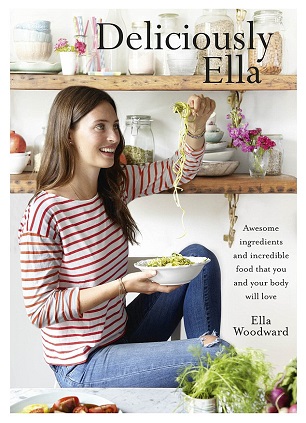 Deliciously
Ella
Awesome
ingredients
and incredible
food that you
and your body
will love
Ella
Woodward